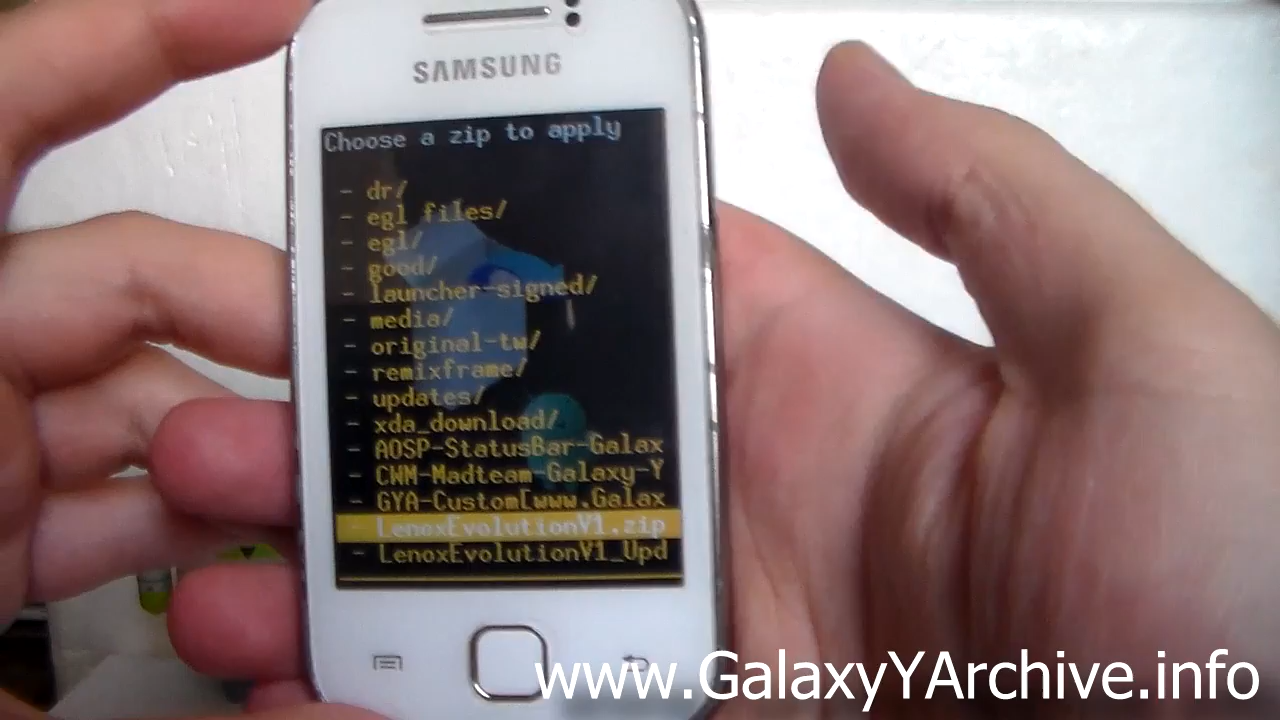 SAMSUNG
Choose a zip to apply
- dr/
- egl files/
- egl/
- good/
- launcher-signed/
- media/
- original-tw/
- remixframe/
- updates/
- xda_download/
- AOSP-StatusBar-Galax
- CWM-Madteam-Galaxy-Y
- GYA-Custom[www.Galax
- LenoxEvolutionV1.zip
- LenoxEvolutionV1_Upd
www.GalaxyYArchive.info